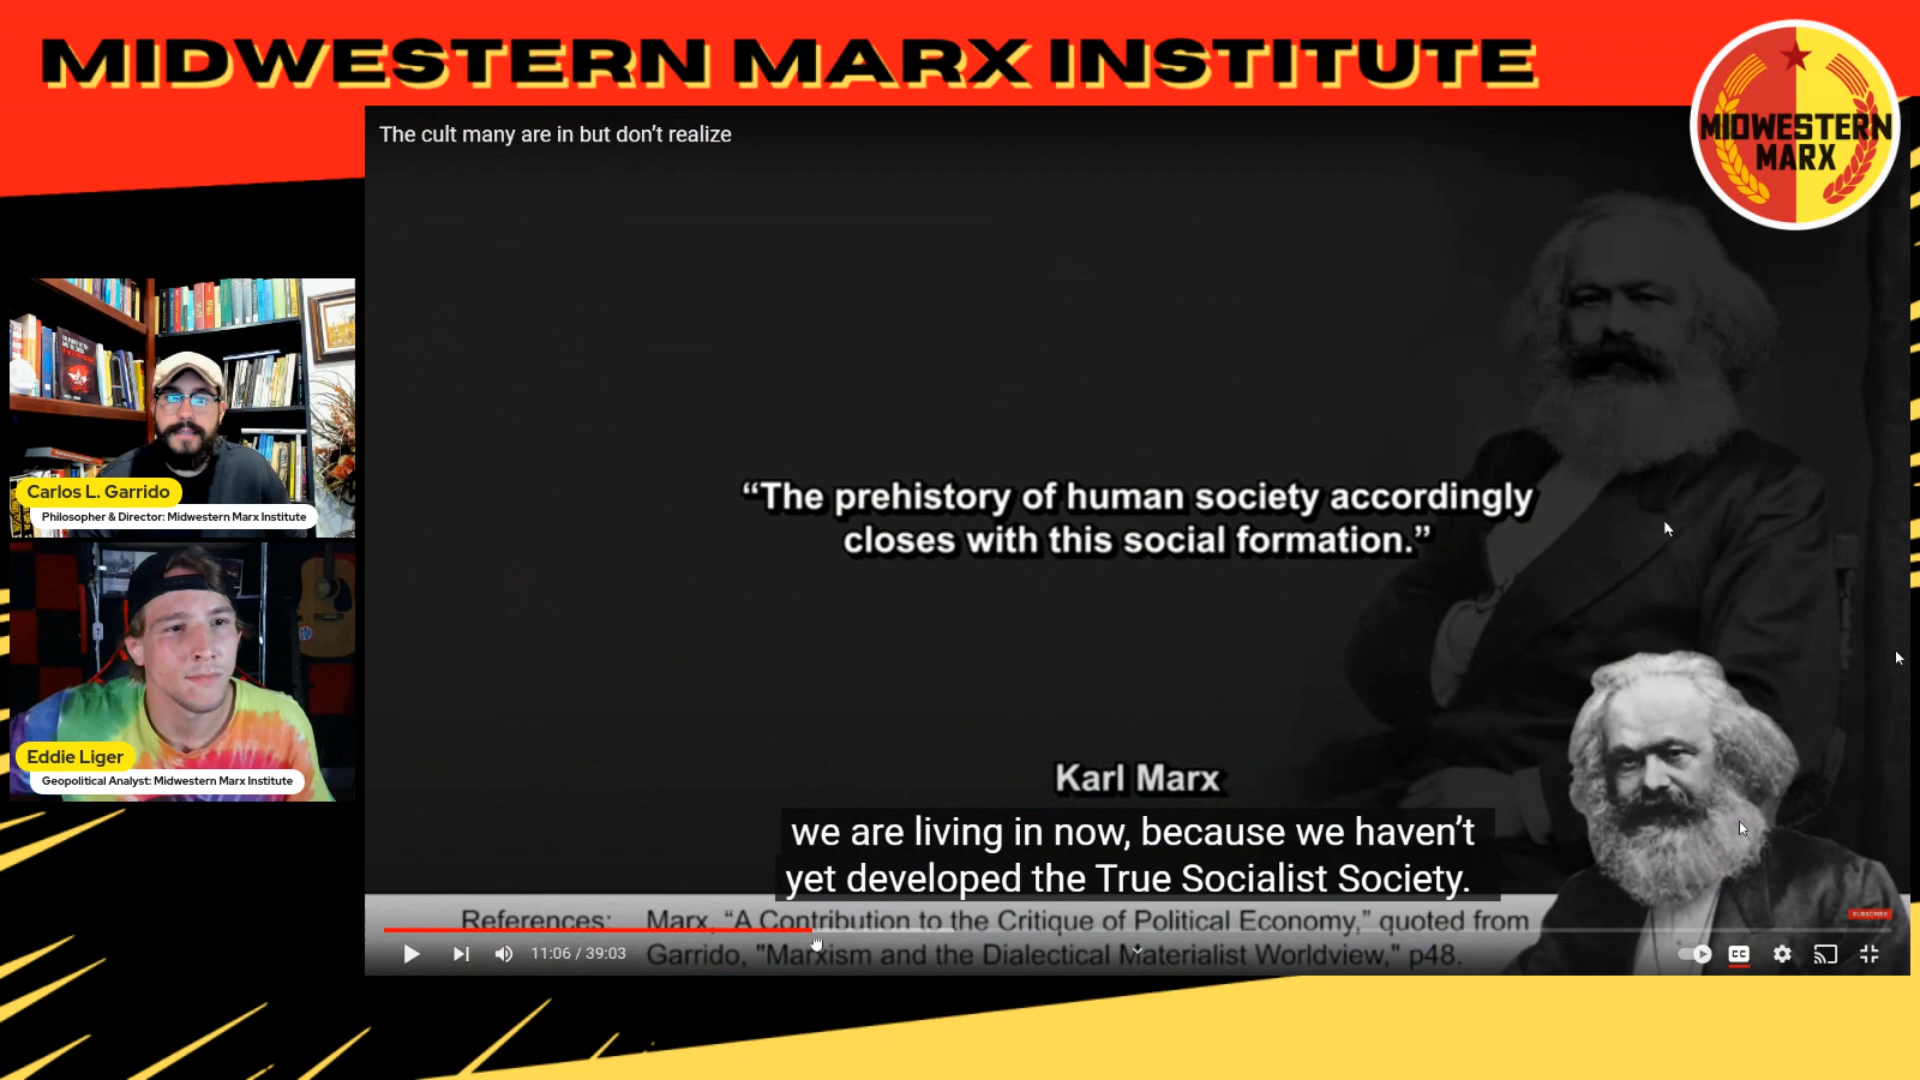 MIDWESTERN MARX INSTITUTE
MIDWESTERN
MARX
The cult many are in but don’t realize
“The prehistory of human society accordingly
closes with this social formation.”
Karl Marx
we are living in now, because we haven’t
yet developed the True Socialist Society.
References: Marx, “A Contribution to the Critique of Political Economy,” quoted from
Garrido, "Marxism and the Dialectical Materialist Worldview," p48.
SUBSCRIBE
11:06 / 39:03
CC
Carlos L. Garrido
Philosopher & Director: Midwestern Marx Institute
Eddie Liger
Geopolitical Analyst: Midwestern Marx Institute